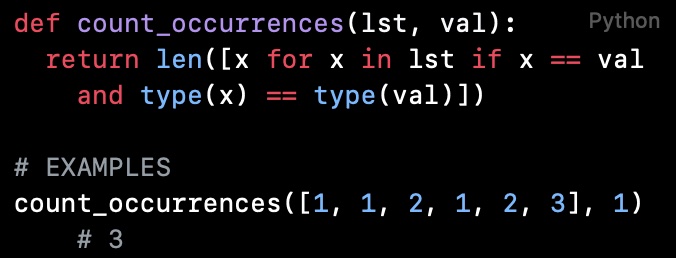 def count_occurrences(lst, val):
Python
  return len([x for x in lst if x == val
    and type(x) == type(val)])

# EXAMPLES
count_occurrences([1, 1, 2, 1, 2, 3], 1)
    # 3